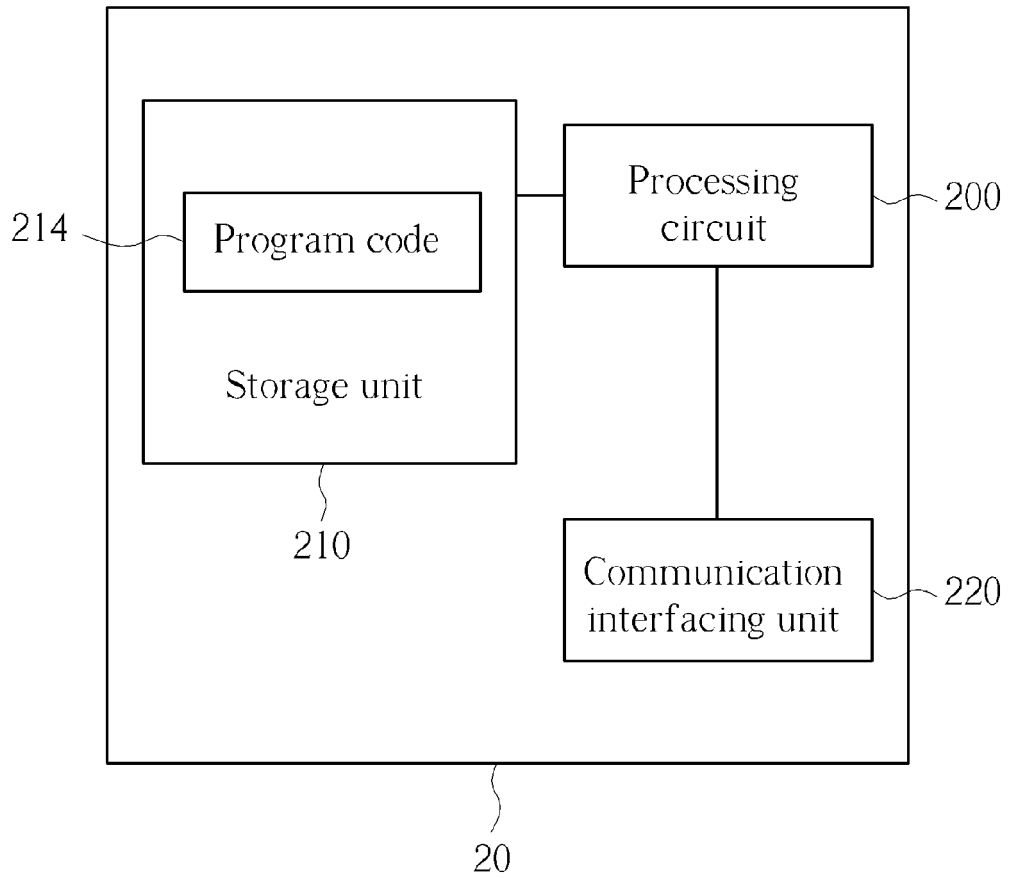 Processing
circuit
200
214
Program code
Storage unit
210
Communication
interfacing unit
220
20